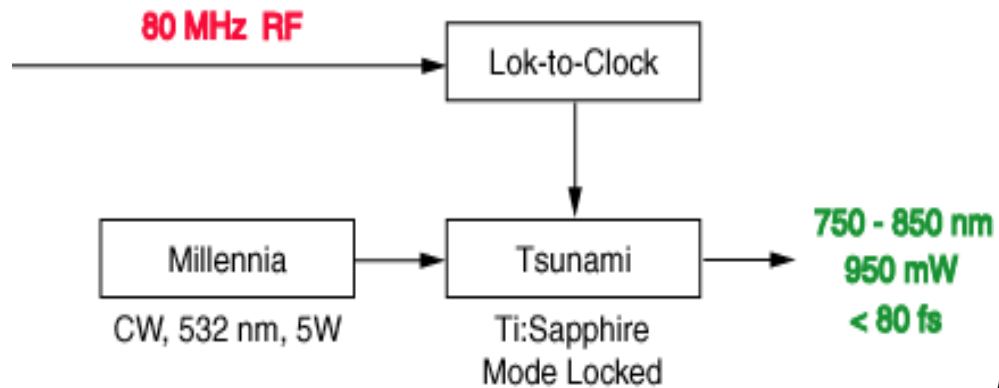 80 MHz RF
Lok-to-Clock
Millennia
Tsunami
750 - 850 nm
950 mW
< 80 fs
CW, 532 nm, 5W
Ti:Sapphire
Mode Locked